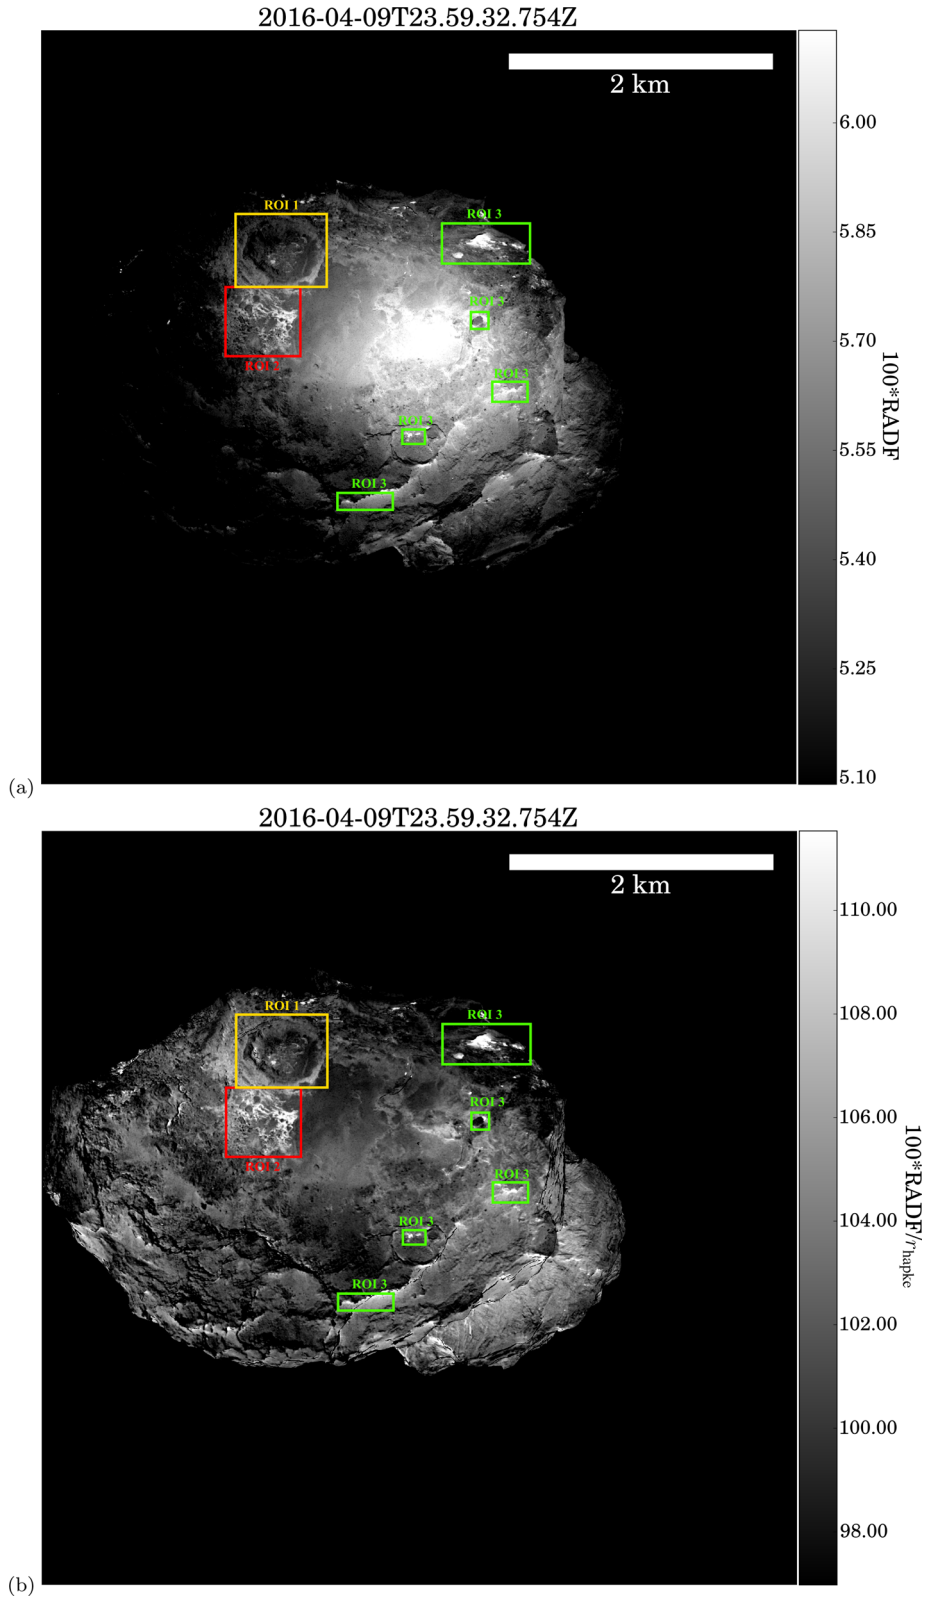 2016-04-09T23.59.32.754Z
2 km
ROI 1
ROI 3
ROI 3
ROI 2
ROI 3
ROI 3
ROI 3
6.00
5.85
5.70
5.55
5.40
5.25
5.10
100*RADF
(a)
2016-04-09T23.59.32.754Z
2 km
ROI 1
ROI 3
ROI 3
ROI 2
ROI 3
ROI 3
ROI 3
110.00
108.00
106.00
104.00
102.00
100.00
98.00
100*RADF/rhapke
(b)